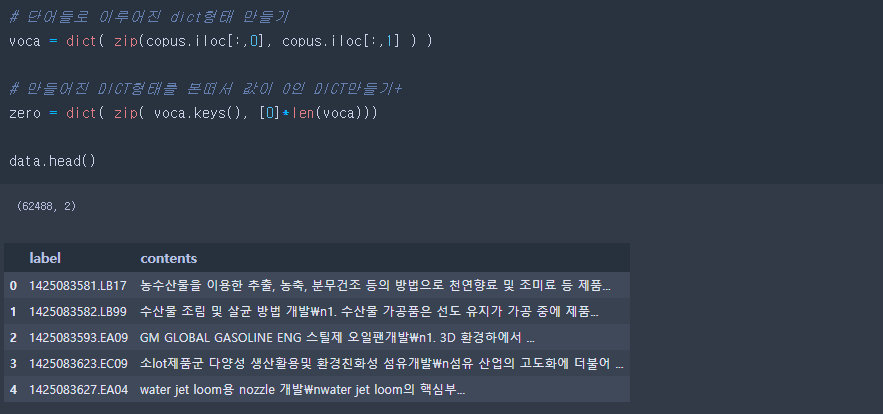 # 단어들로 이루어진 dict형태 만들기
voca = dict( zip(copus.iloc[:,0], copus.iloc[:,1] ) )
# 만들어진 DICT형태를 본떠서 값이 0인 DICT만들기+
zero = dict( zip( voca.keys(), [0]*len(voca)))
data.head()
(62488, 2)
label contents
0 1425083581.LB17 농수산물을 이용한 추출, 농축, 분무건조 등의 방법으로 천연향료 및 조미료 등 제품...
1 1425083582.LB99 수산물 조림 및 살균 방법 개발₩n1. 수산물 가공품은 선도 유지가 가공 중에 제품...
2 1425083593.EA09 GM GLOBAL GASOLINE ENG 스틸제 오일팬개발₩n1. 3D 환경하에서 ...
3 1425083623.EC09 소lot제품군 다양성 생산활용및 환경친화성 섬유개발₩n섬유 산업의 고도화에 더불어 ...
4 1425083627.EA04 water jet loom용 nozzle 개발₩nwater jet loom의 핵심부...